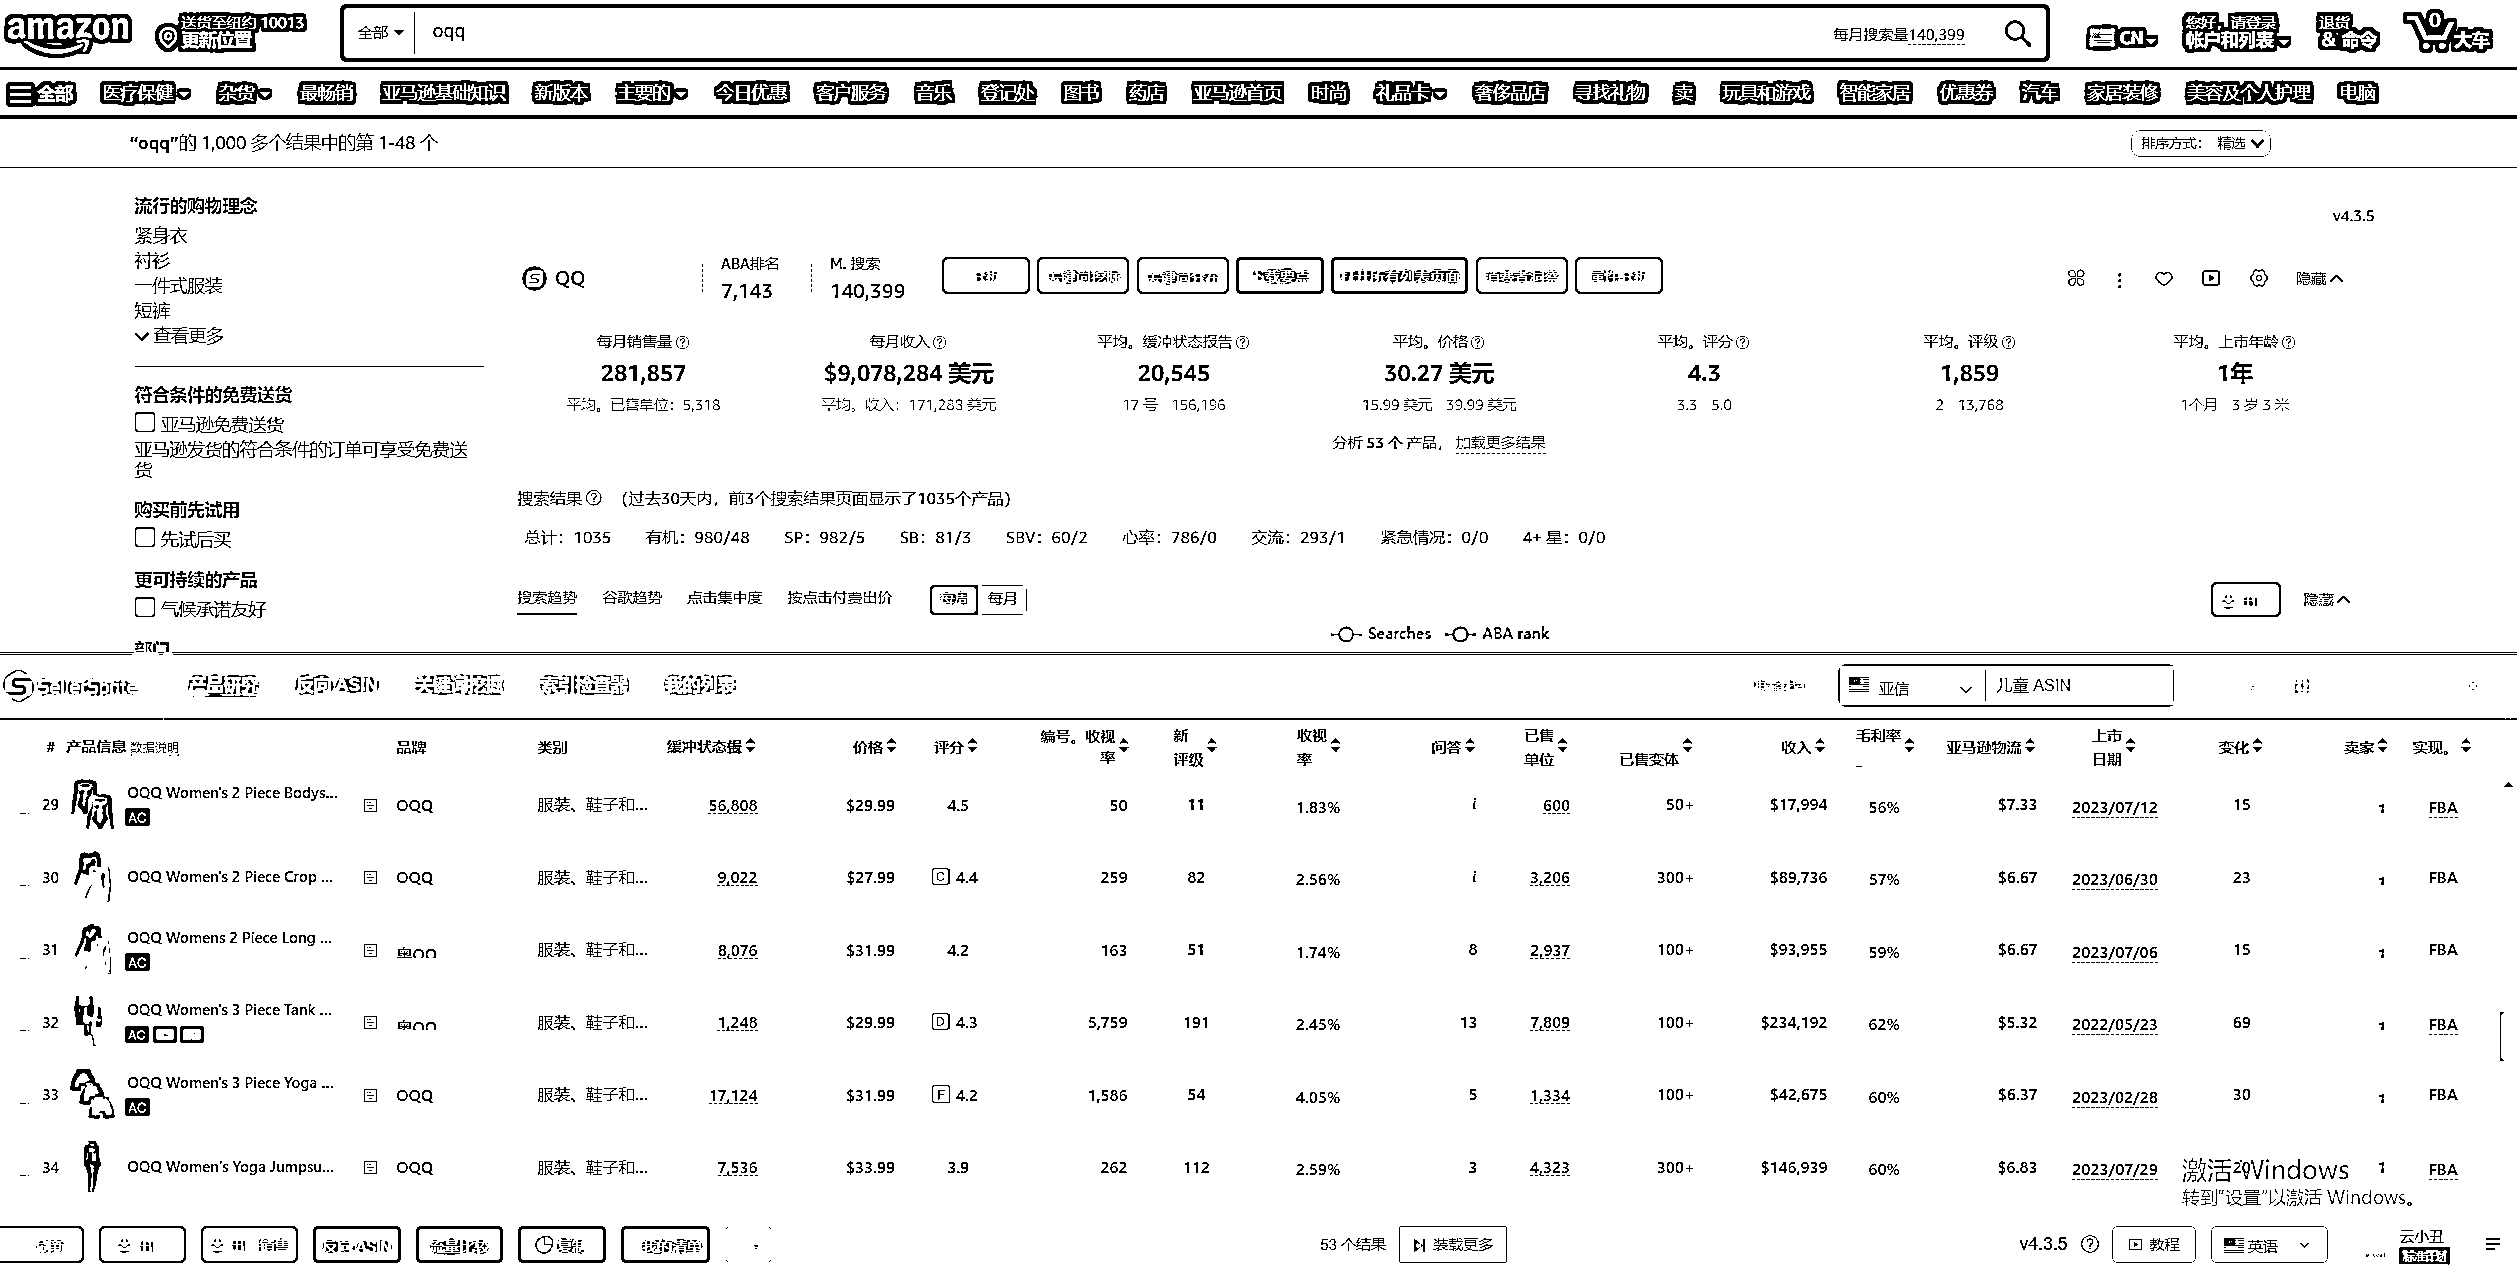 amazon
送货至纽约 10013
更新位置
全部
oqq
每月搜索量140,399
CN
您好，请登录
帐户和列表
退货
& 命令
0
大车
全部 医疗保健 杂货 最畅销 亚马逊基础知识 新版本 主要的 今日优惠 客户服务 音乐 登记处 图书 药店 亚马逊首页 时尚 礼品卡 奢侈品店 寻找礼物 卖 玩具和游戏 智能家居 优惠券 汽车 家居装修 美容及个人护理 电脑
“oqq”的 1,000 多个结果中的第 1-48 个
排序方式： 精选
流行的购物理念
紧身衣
衬衫
一件式服装
短裤
查看更多
符合条件的免费送货
亚马逊免费送货
亚马逊发货的符合条件的订单可享受免费送
货
购买前先试用
先试后买
更可持续的产品
气候承诺友好
部门
v4.3.5
QQ
ABA排名
7,143
M. 搜索
140,399
隐藏
每月销售量 每月收入 平均。缓冲状态报告 平均。价格 平均。评分 平均。评级 平均。上市年龄
281,857 $9,078,284 美元 20,545 30.27 美元 4.3 1,859 1年
平均。已售单位：5,318 平均。收入：171,283 美元 17 号 156,196 15.99 美元 39.99 美元 3.3 5.0 2 13,768 1个月 3 岁 3 米
分析 53 个 产品， 加载更多结果
搜索结果 （过去30天内，前3个搜索结果页面显示了1035个产品）
总计：1035 有机：980/48 SP：982/5 SB：81/3 SBV：60/2 心率：786/0 交流：293/1 紧急情况：0/0 4+ 星：0/0
搜索趋势 谷歌趋势 点击集中度 按点击付费出价 每周 每月
隐藏
Searches ABA rank
SellerSprite 产品研究 反向ASIN 关键词挖掘 索引检查器 我的列表
亚信 儿童 ASIN
# 产品信息 数据说明 品牌 类别 缓冲状态锟 价格 评分 编号。收视率 新评级 收视率 问答 已售单位 已售变体 收入 毛利率 亚马逊物流 上市日期 变化 卖家 实现。
29 OQQ Women's 2 Piece Bodys... OQQ 服装、鞋子和... 56,808 $29.99 4.5 50 11 1.83% i 600 50+ $17,994 56% $7.33 2023/07/12 15 1 FBA
AC
30 OQQ Women's 2 Piece Crop ... OQQ 服装、鞋子和... 9,022 $27.99 C 4.4 259 82 2.56% i 3,206 300+ $89,736 57% $6.67 2023/06/30 23 1 FBA
31 OQQ Womens 2 Piece Long ... 奥QQ 服装、鞋子和... 8,076 $31.99 4.2 163 51 1.74% 8 2,937 100+ $93,955 59% $6.67 2023/07/06 15 1 FBA
AC
32 OQQ Women's 3 Piece Tank ... 奥QQ 服装、鞋子和... 1,248 $29.99 D 4.3 5,759 191 2.45% 13 7,809 100+ $234,192 62% $5.32 2022/05/23 69 1 FBA
AC
33 OQQ Women's 3 Piece Yoga ... OQQ 服装、鞋子和... 17,124 $31.99 F 4.2 1,586 54 4.05% 5 1,334 100+ $42,675 60% $6.37 2023/02/28 30 1 FBA
AC
34 OQQ Women's Yoga Jumpsu... OQQ 服装、鞋子和... 7,536 $33.99 3.9 262 112 2.59% 3 4,323 300+ $146,939 60% $6.83 2023/07/29 20 1 FBA
激活 Windows
转到“设置”以激活 Windows。
反向ASIN
53 个结果 装载更多
v4.3.5 教程 英语 云小丑